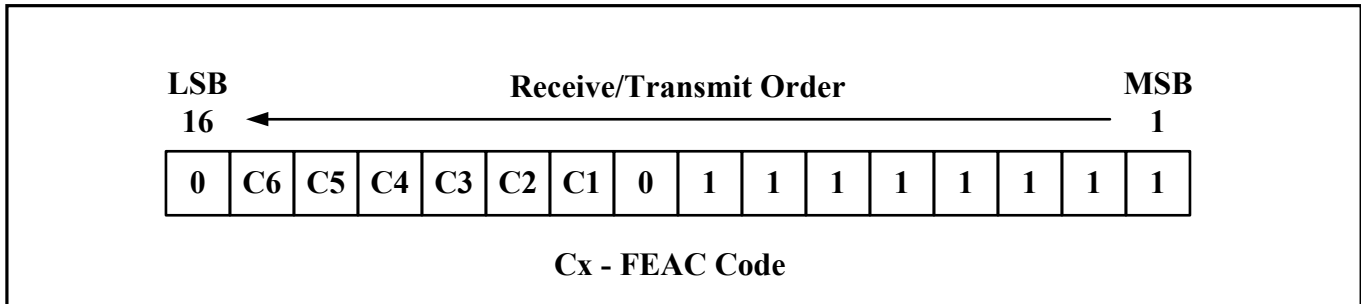 LSB Receive/Transmit Order MSB
16 1
0 C6 C5 C4 C3 C2 C1 0 1 1 1 1 1 1 1 1
Cx - FEAC Code